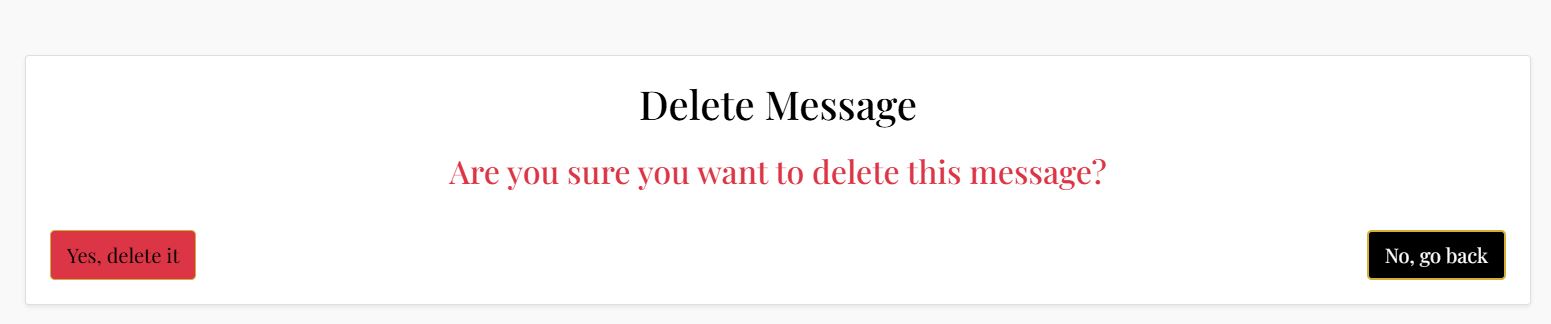 Delete Message
Are you sure you want to delete this message?
Yes, delete it
No, go back